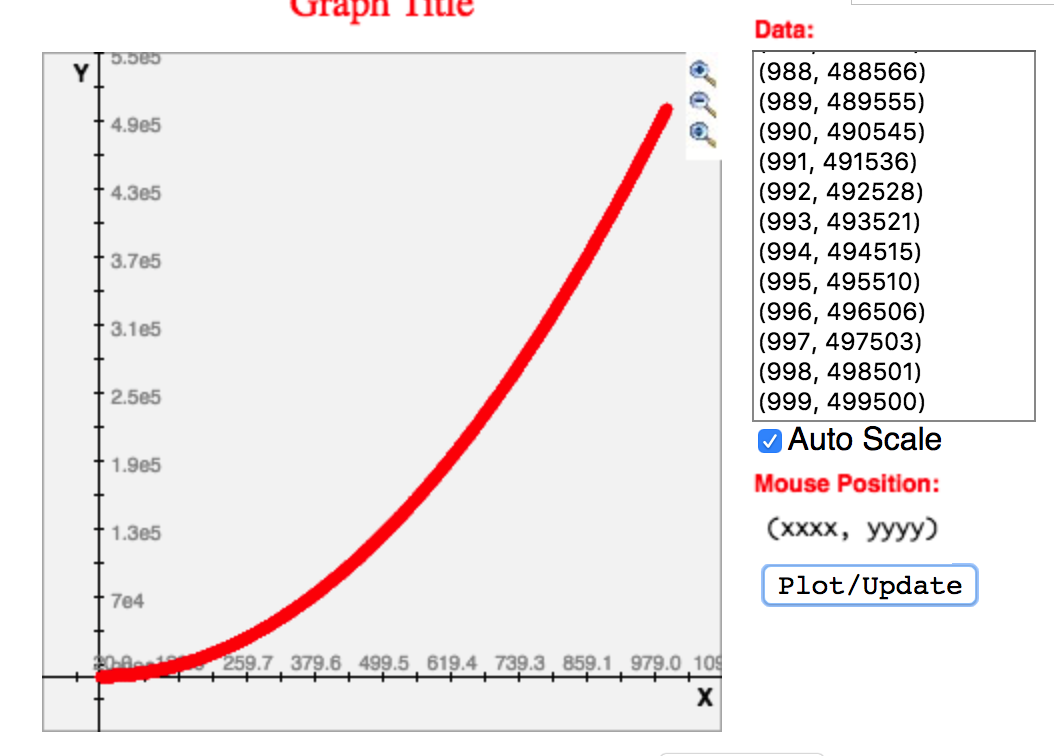 Graph Title
Data:
(988, 488566)
(989, 489555)
(990, 490545)
(991, 491536)
(992, 492528)
(993, 493521)
(994, 494515)
(995, 495510)
(996, 496506)
(997, 497503)
(998, 498501)
(999, 499500)
Auto Scale
Mouse Position:
(xxxx, yyyy)
Plot/Update
Y
5.5e5
4.9e5
4.3e5
3.7e5
3.1e5
2.5e5
1.9e5
1.3e5
7e4
259.7 379.6 499.5 619.4 739.3 859.1 979.0
X